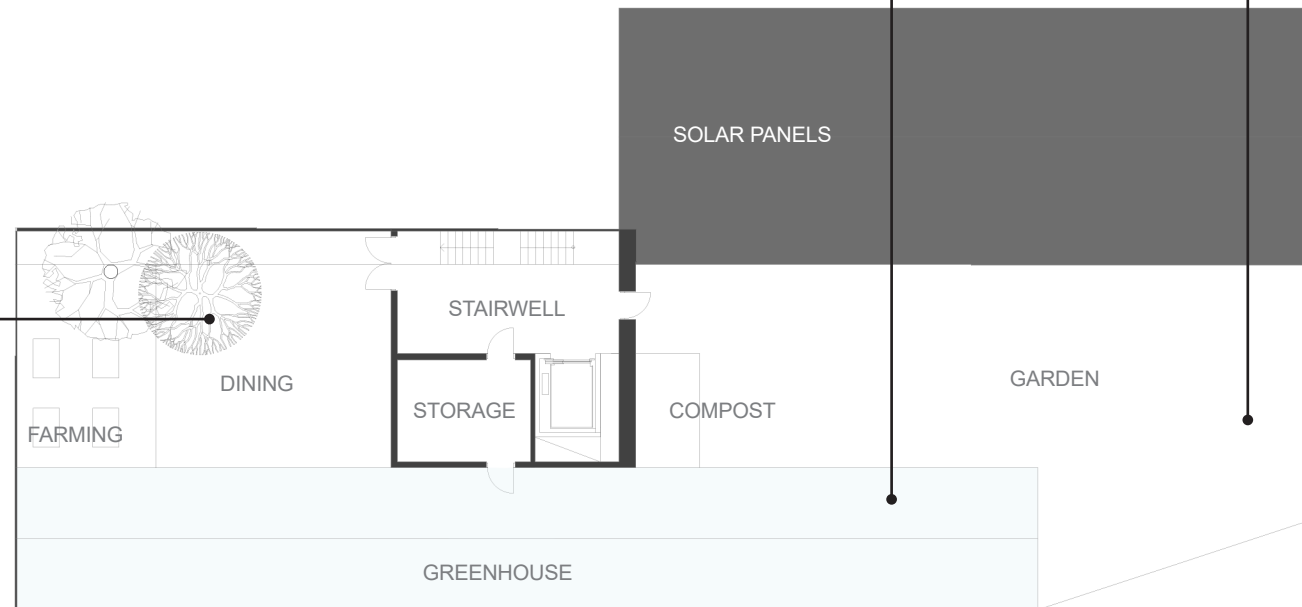 SOLAR PANELS
STAIRWELL
DINING
GARDEN
STORAGE
COMPOST
FARMING
GREENHOUSE